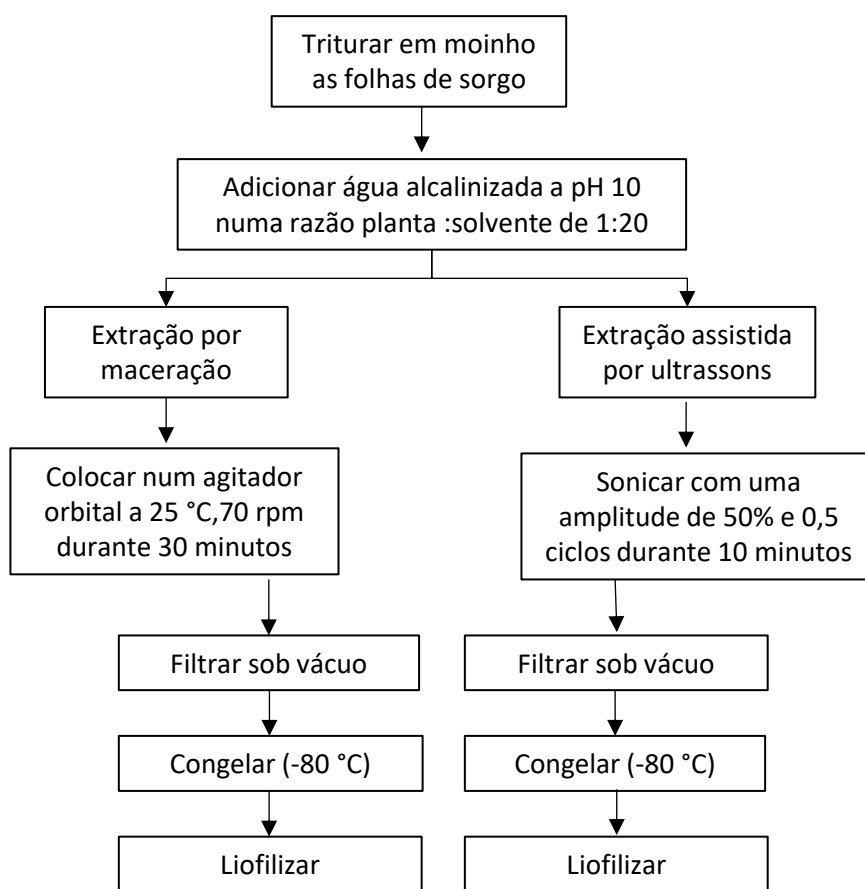 Triturar em moinho
as folhas de sorgo
Adicionar água alcalinizada a pH 10
numa razão planta :solvente de 1:20
Extração por
maceração
Extração assistida
por ultrassons
Colocar num agitador
orbital a 25 °C,70 rpm
durante 30 minutos
Sonicar com uma
amplitude de 50% e 0,5
ciclos durante 10 minutos
Filtrar sob vácuo
Filtrar sob vácuo
Congelar (-80 °C)
Congelar (-80 °C)
Liofilizar
Liofilizar